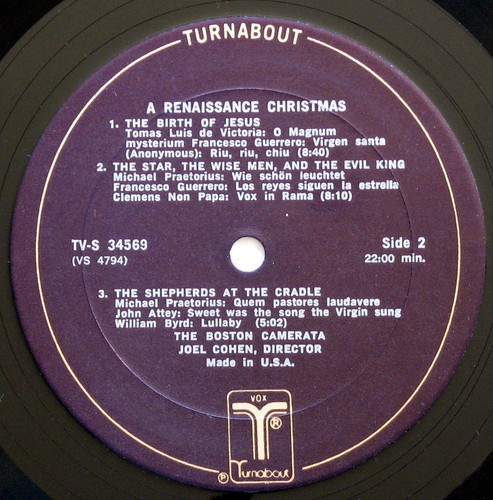 TURNABOUT
A RENAISSANCE CHRISTMAS
1. THE BIRTH OF JESUS
Tomas Luis de Victoria: O Magnum
mysterium Francesco Guerrero: Virgen santa
(Anonymous): Riu, riu, chiu (8:40)
2. THE STAR, THE WISE MEN, AND THE EVIL KING
Michael Praetorius: Wie schön leuchtet
Francesco Guerrero: Los reyes siguen la estrella
Clemens Non Papa: Vox in Rama (8:10)
TV-S 34569
Side 2
(VS 4794)
22:00 min.
3. THE SHEPHERDS AT THE CRADLE
Michael Praetorius: Quem pastores laudavere
John Attey: Sweet was the song the Virgin sung
William Byrd: Lullaby (5:02)
THE BOSTON CAMERATA
JOEL COHEN, DIRECTOR
Made in U.S.A.
VOX
T®
℗ Turnabout